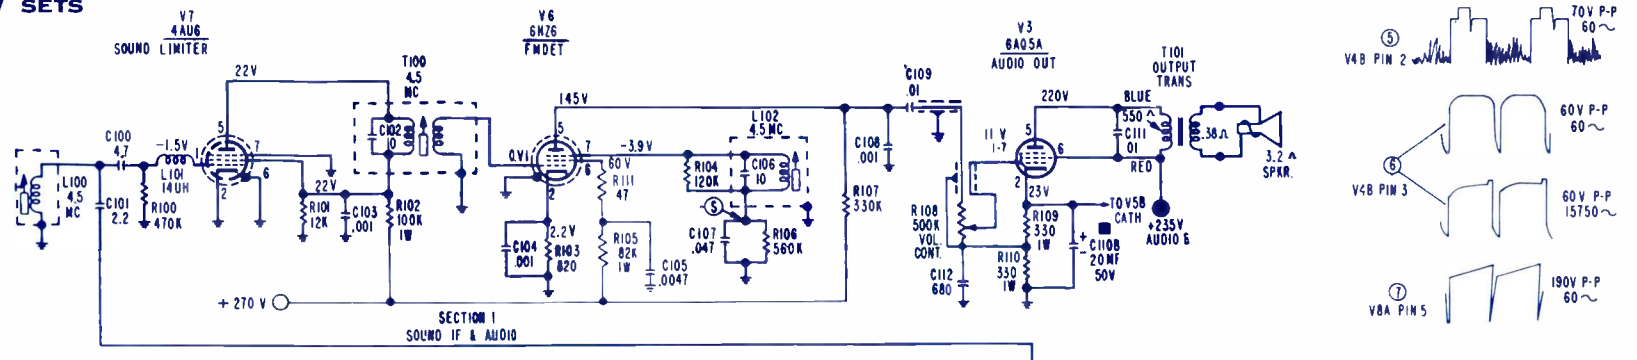 SETS
V7
4AU6
SOUND LIMITER
22V
C100
4.7
-1.5V
L101
14UH
L100
4.5
MC
C101
2.2
R100
470K
5
1
7
6
2
22V
R101
12K
C103
.001
R102
100K
1W
T100
4.5
MC
C102
10
V6
6HZ6
FMDET
145V
5
7
6
2
-3.9V
60V
R111
47
2.2V
C104
.001
R103
820
R105
82K
1W
C105
.0047
R104
120K
L102
4.5MC
C106
10
S
C107
.047
R106
560K
+ 270 V
SECTION 1
SOUND IF & AUDIO
R107
330K
C108
.001
C109
.01
V3
6AQ5A
AUDIO OUT
220V
11 V
1-7
5
6
2
23V
R108
500K
VOL.
CONT.
C112
680
R109
330
1W
R110
330
1W
TO V5B
CATH
C110B
20MF
50V
+
-
BLUE
550 Ω
C111
01
RED
+235V
AUDIO B
T101
OUTPUT
TRANS
.38Ω
3.2 Ω
SPKR.
5
V4B PIN 2
70V P-P
60~
60V P-P
60~
6
V4B PIN 3
60V P-P
15750~
7
V8A PIN 5
190V P-P
60~